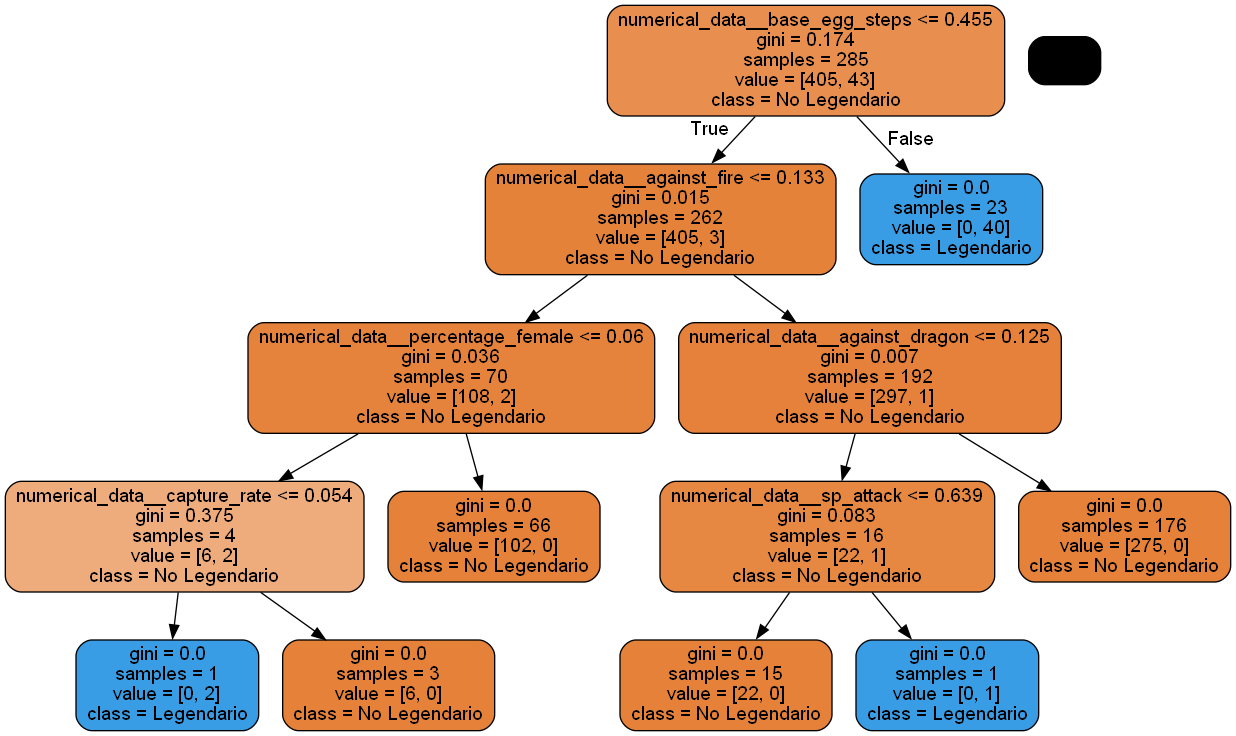 numerical_data__base_egg_steps <= 0.455
gini = 0.174
samples = 285
value = [405, 43]
class = No Legendario
True
False
numerical_data__against_fire <= 0.133
gini = 0.015
samples = 262
value = [405, 3]
class = No Legendario
gini = 0.0
samples = 23
value = [0, 40]
class = Legendario
numerical_data__percentage_female <= 0.06
gini = 0.036
samples = 70
value = [108, 2]
class = No Legendario
numerical_data__against_dragon <= 0.125
gini = 0.007
samples = 192
value = [297, 1]
class = No Legendario
numerical_data__capture_rate <= 0.054
gini = 0.375
samples = 4
value = [6, 2]
class = No Legendario
gini = 0.0
samples = 66
value = [102, 0]
class = No Legendario
numerical_data__sp_attack <= 0.639
gini = 0.083
samples = 16
value = [22, 1]
class = No Legendario
gini = 0.0
samples = 176
value = [275, 0]
class = No Legendario
gini = 0.0
samples = 1
value = [0, 2]
class = Legendario
gini = 0.0
samples = 3
value = [6, 0]
class = No Legendario
gini = 0.0
samples = 15
value = [22, 0]
class = No Legendario
gini = 0.0
samples = 1
value = [0, 1]
class = Legendario